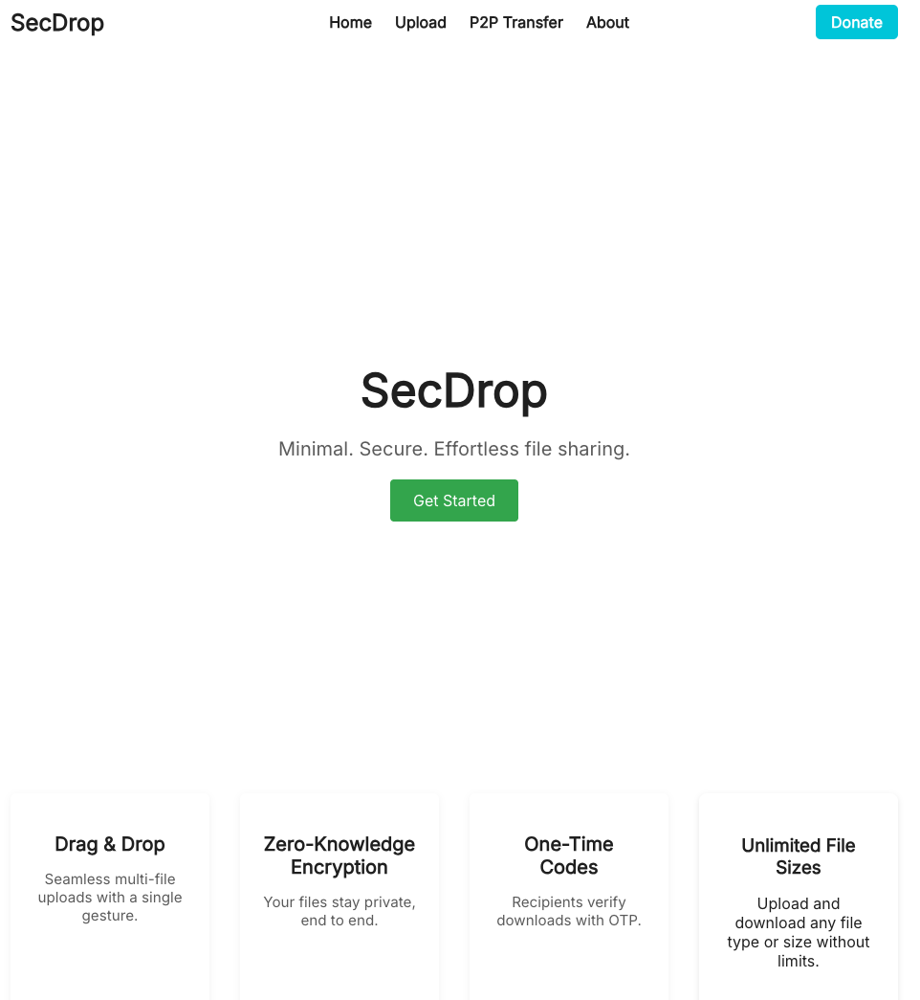 SecDrop
Home Upload P2P Transfer About
Donate
SecDrop
Minimal. Secure. Effortless file sharing.
Get Started
Drag & Drop
Seamless multi-file
uploads with a single
gesture.
Zero-Knowledge
Encryption
Your files stay private,
end to end.
One-Time
Codes
Recipients verify
downloads with OTP.
Unlimited File
Sizes
Upload and
download any file
type or size without
limits.